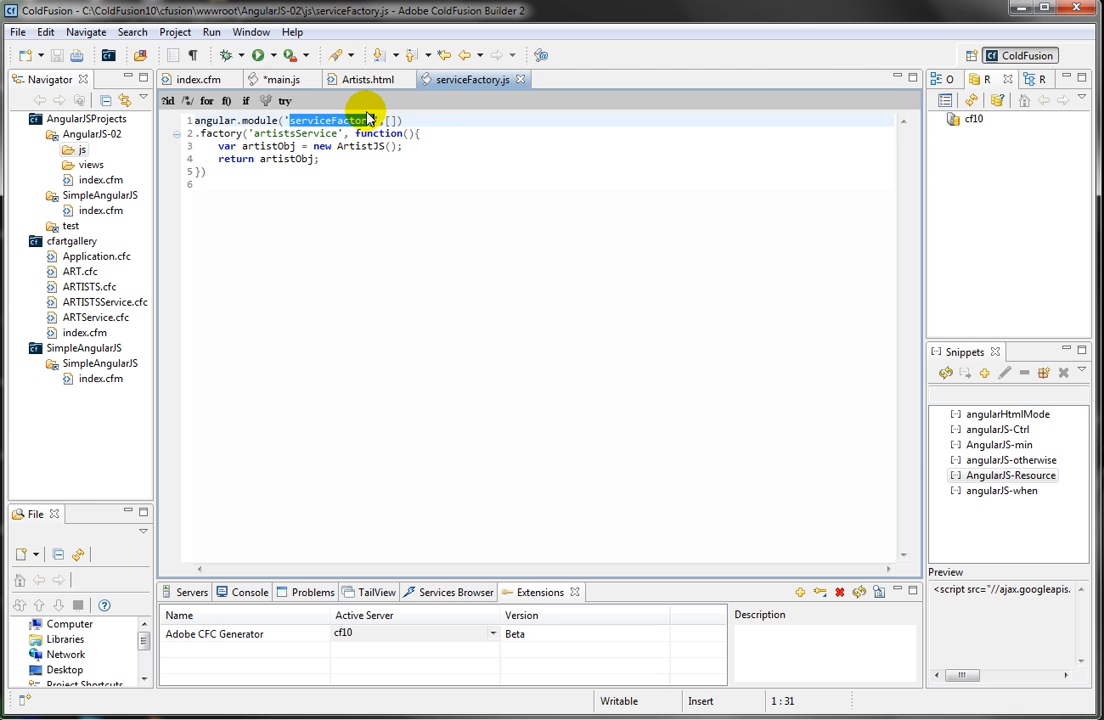 ColdFusion - C:\ColdFusion10\cfusion\wwwroot\AngularJS-02\js\serviceFactory.js - Adobe ColdFusion Builder 2
File Edit Navigate Search Project Run Window Help
ColdFusion
Navigator
index.cfm
*main.js
Artists.html
serviceFactory.js
O
R
R
?id /*/ for f() if try
AngularJSProjects
AngularJS-02
js
views
index.cfm
SimpleAngularJS
index.cfm
test
cfartgallery
Application.cfc
ART.cfc
ARTISTS.cfc
ARTISTSService.cfc
ARTService.cfc
index.cfm
SimpleAngularJS
SimpleAngularJS
index.cfm
1 angular.module('serviceFactory',[])
2 .factory('artistsService', function(){
3 var artistObj = new ArtistJS();
4 return artistObj;
5 })
6
cf10
Snippets
angularHtmlMode
angularJS-Ctrl
AngularJS-min
angularJS-otherwise
AngularJS-Resource
angularJS-when
Preview
<script src="//ajax.googleapis.
File
Computer
Libraries
Network
Desktop
Project Shortcuts
Servers Console Problems TailView Services Browser Extensions
Name Active Server Version
Adobe CFC Generator cf10 Beta
Description
Writable Insert 1 : 31